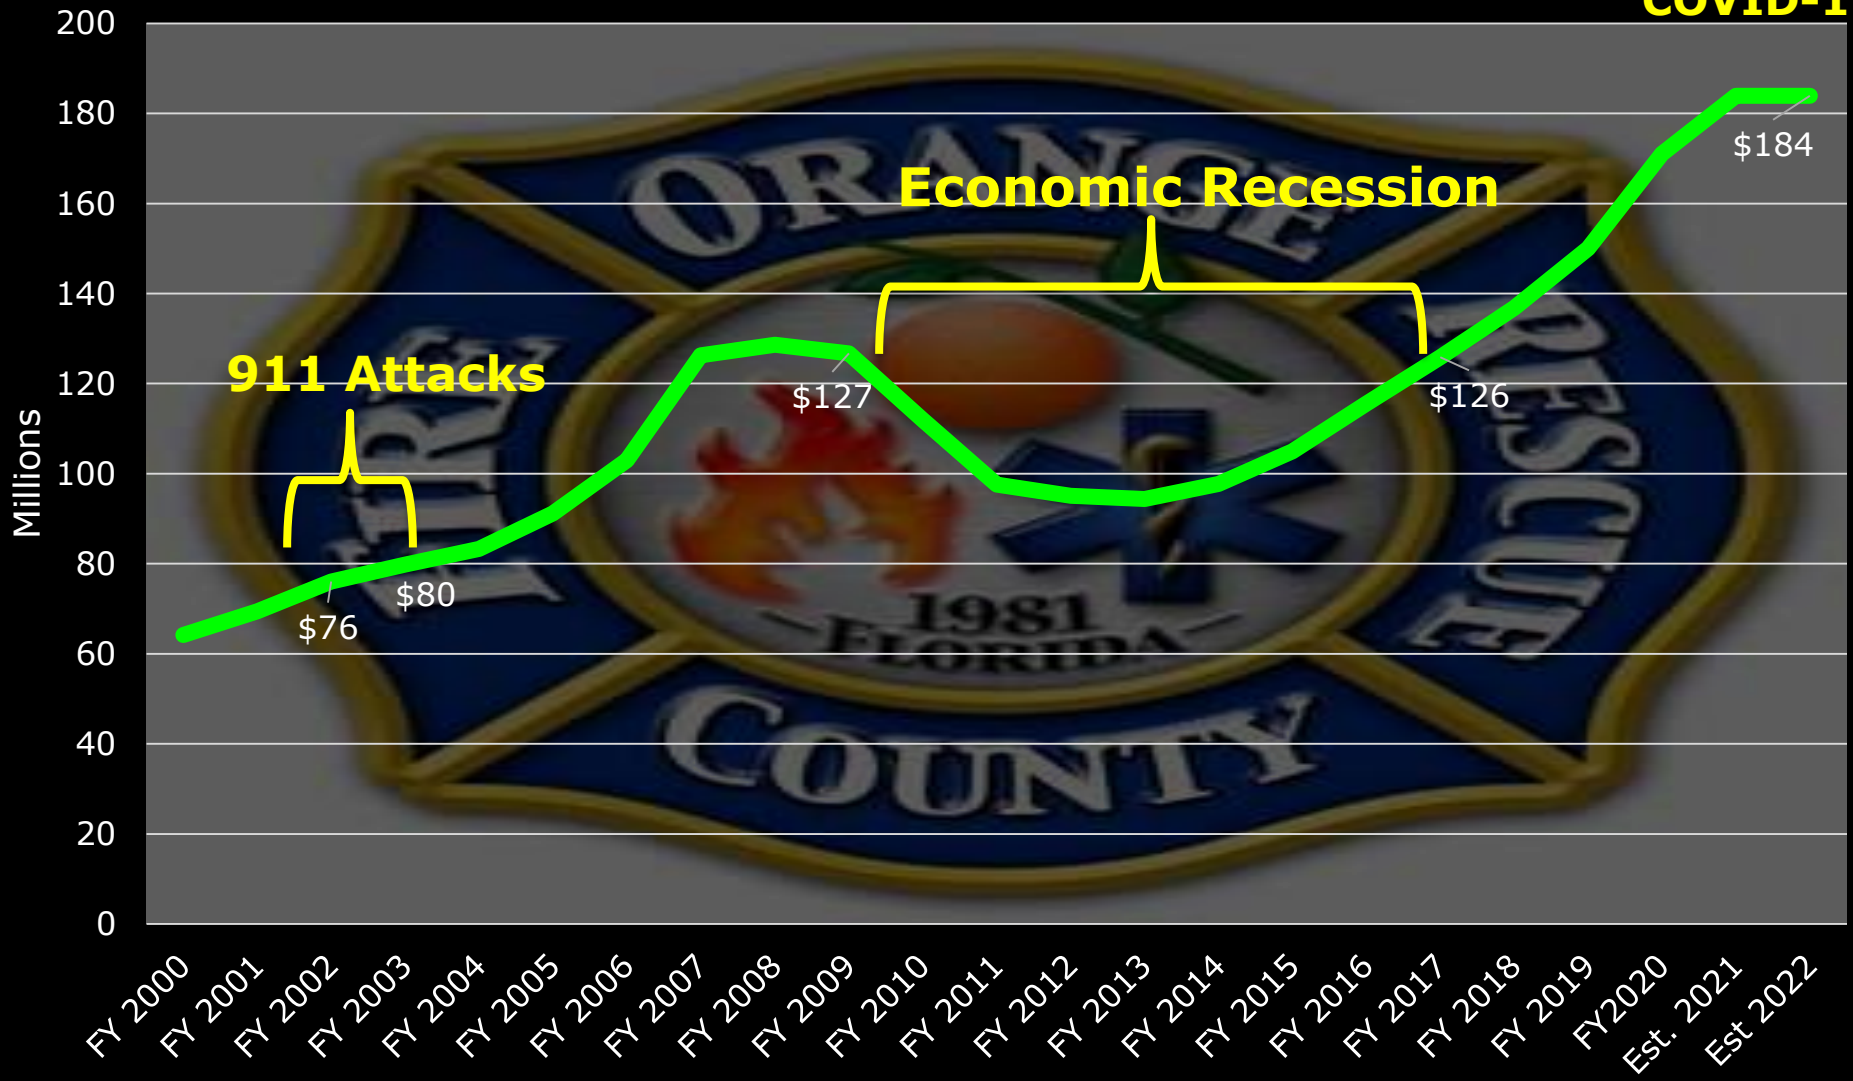 COVID-1
200
180
160
140
120
100
80
60
40
20
0
Millions
911 Attacks
Economic Recession
$76
$80
$127
$126
$184
ORANGE
FIRE
RESCUE
1981
FLORIDA
COUNTY
FY 2000
FY 2001
FY 2002
FY 2003
FY 2004
FY 2005
FY 2006
FY 2007
FY 2008
FY 2009
FY 2010
FY 2011
FY 2012
FY 2013
FY 2014
FY 2015
FY 2016
FY 2017
FY 2018
FY 2019
FY2020
Est. 2021
Est 2022